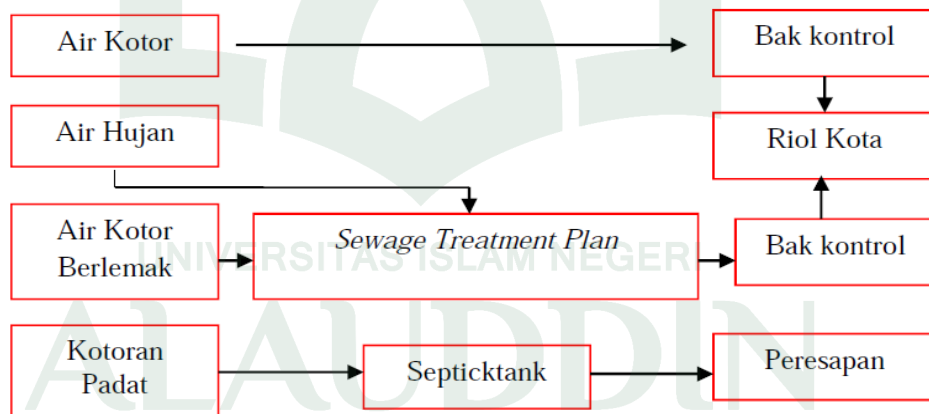 Air Kotor
Bak kontrol
Air Hujan
Riol Kota
Air Kotor
Berlemak
Sewage Treatment Plan
Bak kontrol
UNIVERSITAS ISLAM NEGERI
Kotoran
Padat
Septicktank
Peresapan
ALAUDDIN